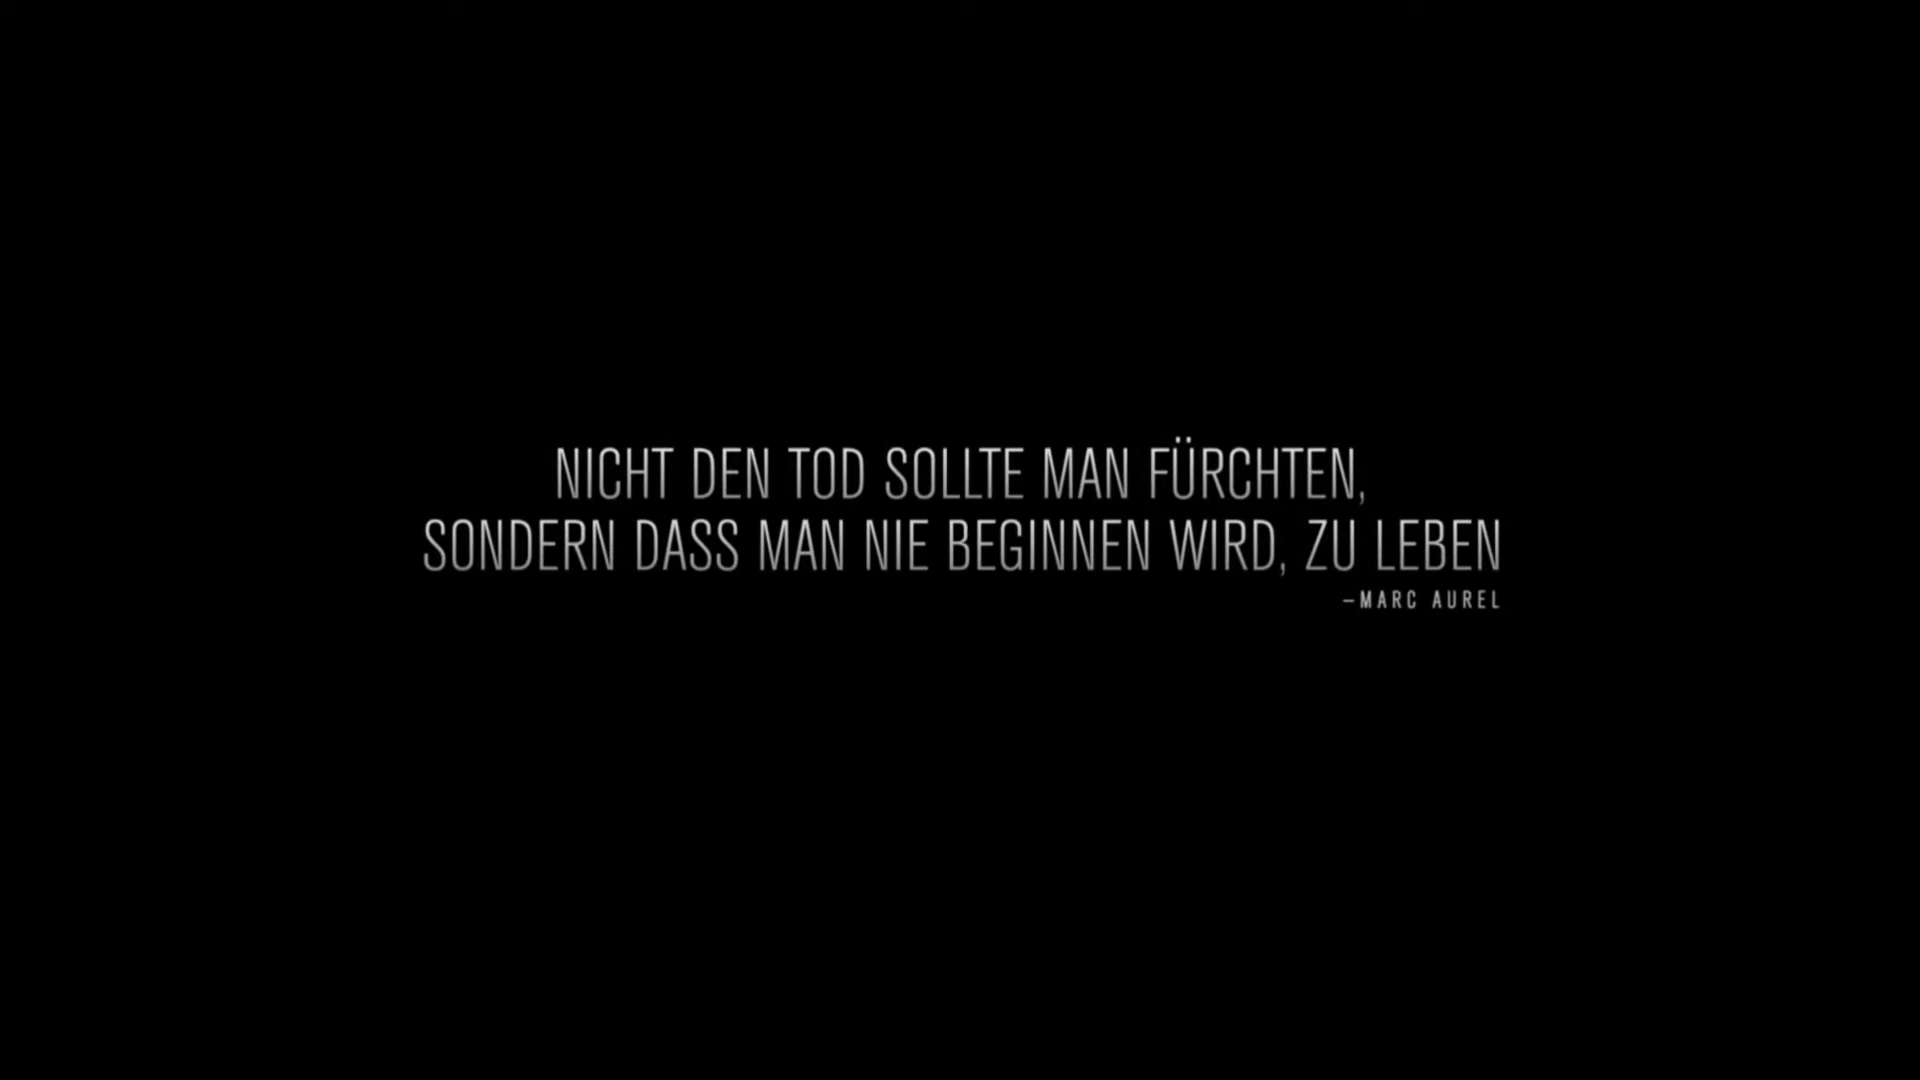 NICHT DEN TOD SOLLTE MAN FÜRCHTEN,
SONDERN DASS MAN NIE BEGINNEN WIRD, ZU LEBEN
–MARC AUREL